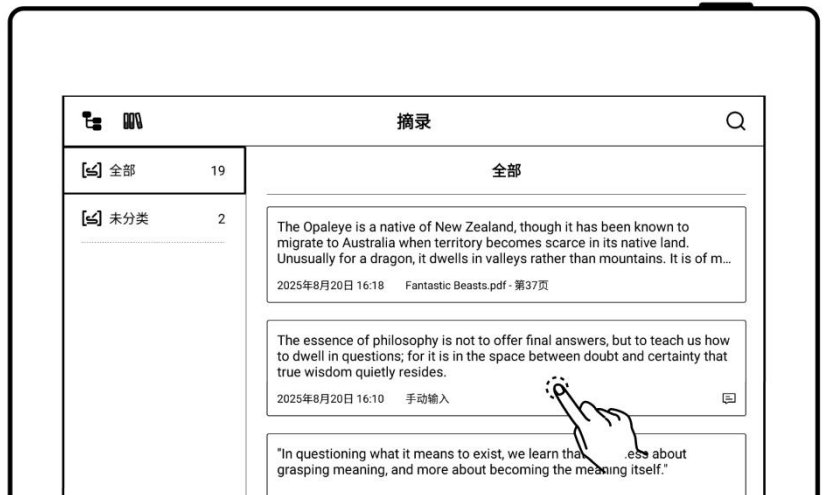 摘录
全部 19
未分类 2
全部
The Opaleye is a native of New Zealand, though it has been known to
migrate to Australia when territory becomes scarce in its native land.
Unusually for a dragon, it dwells in valleys rather than mountains. It is of m...
2025年8月20日 16:18 Fantastic Beasts.pdf - 第37页
The essence of philosophy is not to offer final answers, but to teach us how
to dwell in questions; for it is in the space between doubt and certainty that
true wisdom quietly resides.
2025年8月20日 16:10 手动输入
"In questioning what it means to exist, we learn about
grasping meaning, and more about becoming the meaning itself."